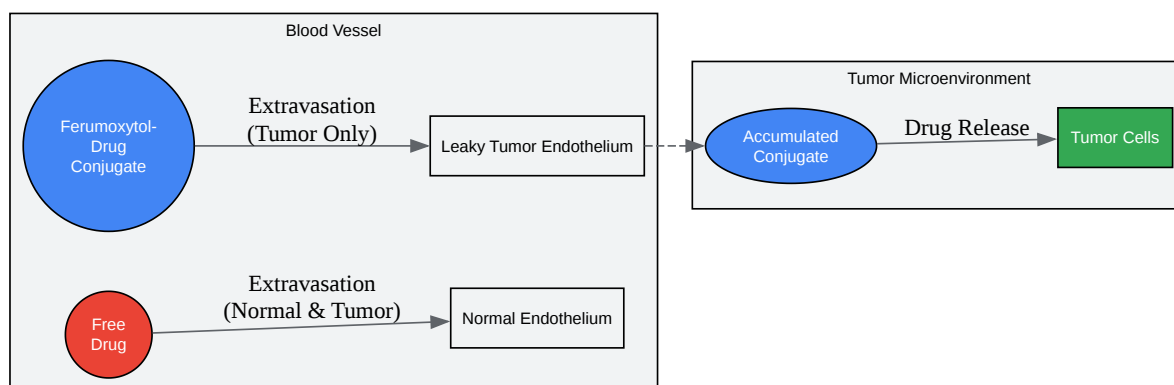 Blood Vessel
Ferumoxytol-
Drug
Conjugate
Extravasation
(Tumor Only)
Leaky Tumor Endothelium
Free
Drug
Extravasation
(Normal & Tumor)
Normal Endothelium
Tumor Microenvironment
Accumulated
Conjugate
Drug Release
Tumor Cells